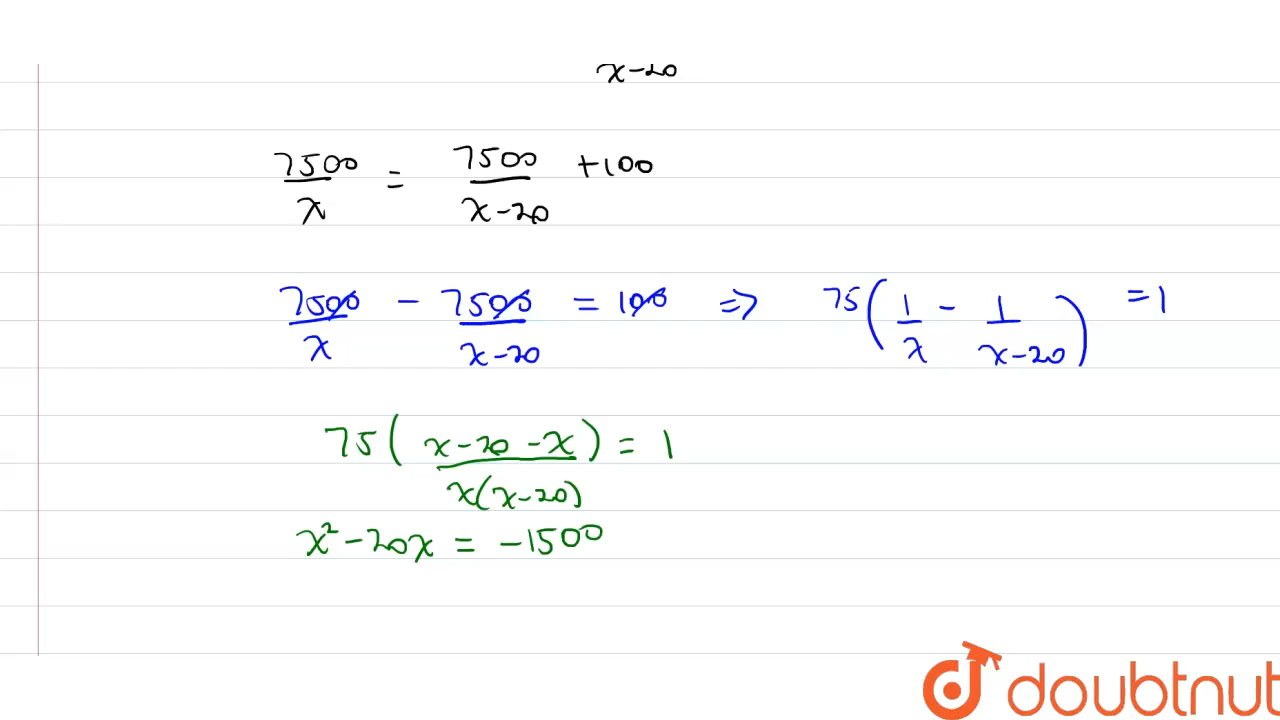 x-20
7500/x = 7500/(x-20) +100
7500/x - 7500/(x-20) = 100 => 75(1/x - 1/(x-20)) = 1
75((x-20-x)/(x(x-20))) = 1
x² -20x = -1500
doubtnut